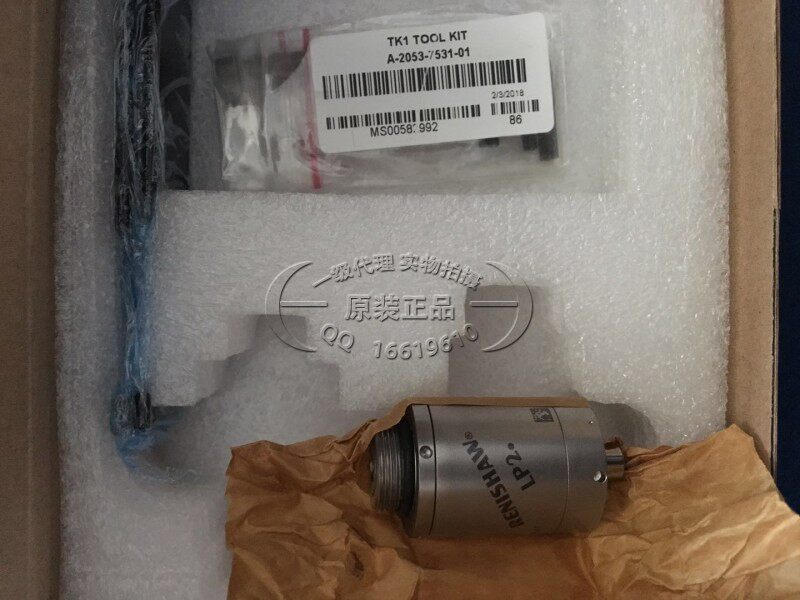 TK1 TOOL KIT
A-2053-7531-01
2/3/2018
MS00582992
86
一级代理 实物拍摄
原装正品
QQ 16619610
RENISHAW®
LP2.